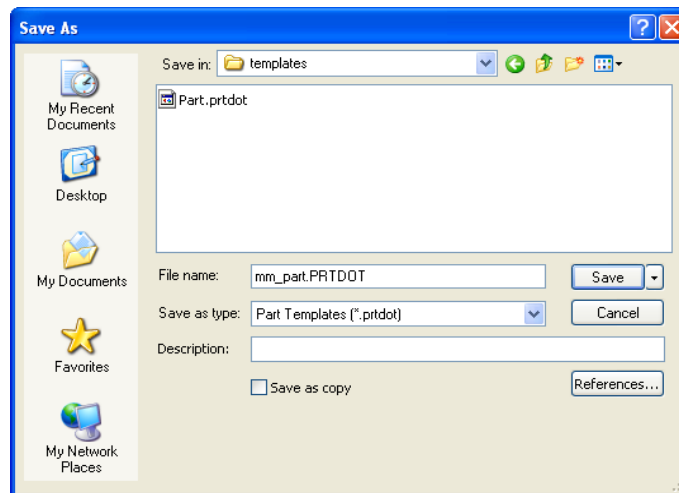 Save As
Save in: templates
My Recent
Documents
Desktop
My Documents
Favorites
My Network
Places
Part.prtdot
File name: mm_part.PRTDOT Save
Save as type: Part Templates (*.prtdot) Cancel
Description:
Save as copy References...